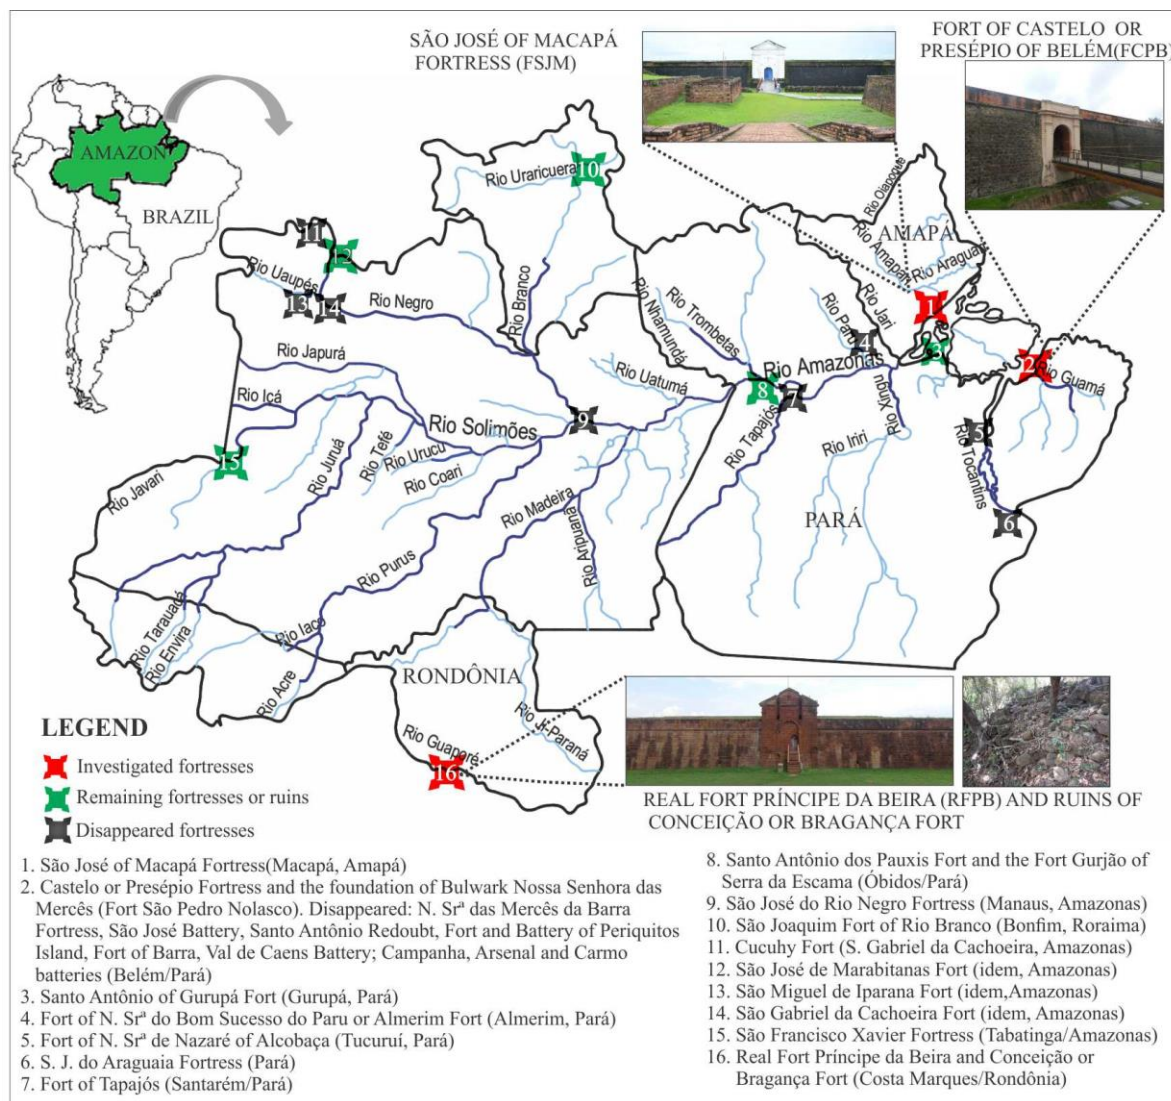 SÃO JOSÉ OF MACAPÁ
FORTRESS (FSJM)
FORT OF CASTELO OR
PRESÉPIO OF BELÉM(FCPB)
AMAZON
BRAZIL
10
Rio Uraricuera
Rio Oiapoque
AMAPÁ
Rio Amapari
Rio Araguari
11
12
Rio Uaupés
13
14
Rio Negro
Rio Branco
Rio Nhamundá
Rio Trombetas
Rio Paru
Rio Jari
1
4
3
Rio Japurá
Rio Amazonas
2
Rio Guamá
Rio Içá
Rio Uatumã
8
7
Rio Xingu
Rio Solimões
9
15
Rio Javari
Rio Juruá
Rio Tefé
Rio Urucu
Rio Coari
Rio Tapajós
Rio Iriri
5
Rio Tocântins
Rio Madeira
Rio Aripuanã
PARÁ
6
Rio Purus
Rio Tarauacá
Rio Envira
Rio Iaco
Rio Acre
RONDÔNIA
Rio Ji-Paraná
Rio Guaporé
16
LEGEND
Investigated fortresses
Remaining fortresses or ruins
Disappeared fortresses
REAL FORT PRÍNCIPE DA BEIRA (RFPB) AND RUINS OF
CONCEIÇÃO OR BRAGANÇA FORT
1. São José of Macapá Fortress(Macapá, Amapá)
2. Castelo or Presépio Fortress and the foundation of Bulwark Nossa Senhora das
Mercês (Fort São Pedro Nolasco). Disappeared: N. Srª das Mercês da Barra
Fortress, São José Battery, Santo Antônio Redoubt, Fort and Battery of Periquitos
Island, Fort of Barra, Val de Caens Battery; Campanha, Arsenal and Carmo
batteries (Belém/Pará)
3. Santo Antônio of Gurupá Fort (Gurupá, Pará)
4. Fort of N. Srª do Bom Sucesso do Paru or Almerim Fort (Almerim, Pará)
5. Fort of N. Srª de Nazaré of Alcobaça (Tucuruí, Pará)
6. S. J. do Araguaia Fortress (Pará)
7. Fort of Tapajós (Santarém/Pará)
8. Santo Antônio dos Pauxis Fort and the Fort Gurjão of
Serra da Escama (Óbidos/Pará)
9. São José do Rio Negro Fortress (Manaus, Amazonas)
10. São Joaquim Fort of Rio Branco (Bonfim, Roraima)
11. Cucuhy Fort (S. Gabriel da Cachoeira, Amazonas)
12. São José de Marabitanas Fort (idem, Amazonas)
13. São Miguel de Iparana Fort (idem,Amazonas)
14. São Gabriel da Cachoeira Fort (idem, Amazonas)
15. São Francisco Xavier Fortress (Tabatinga/Amazonas)
16. Real Fort Príncipe da Beira and Conceição or
Bragança Fort (Costa Marques/Rondônia)